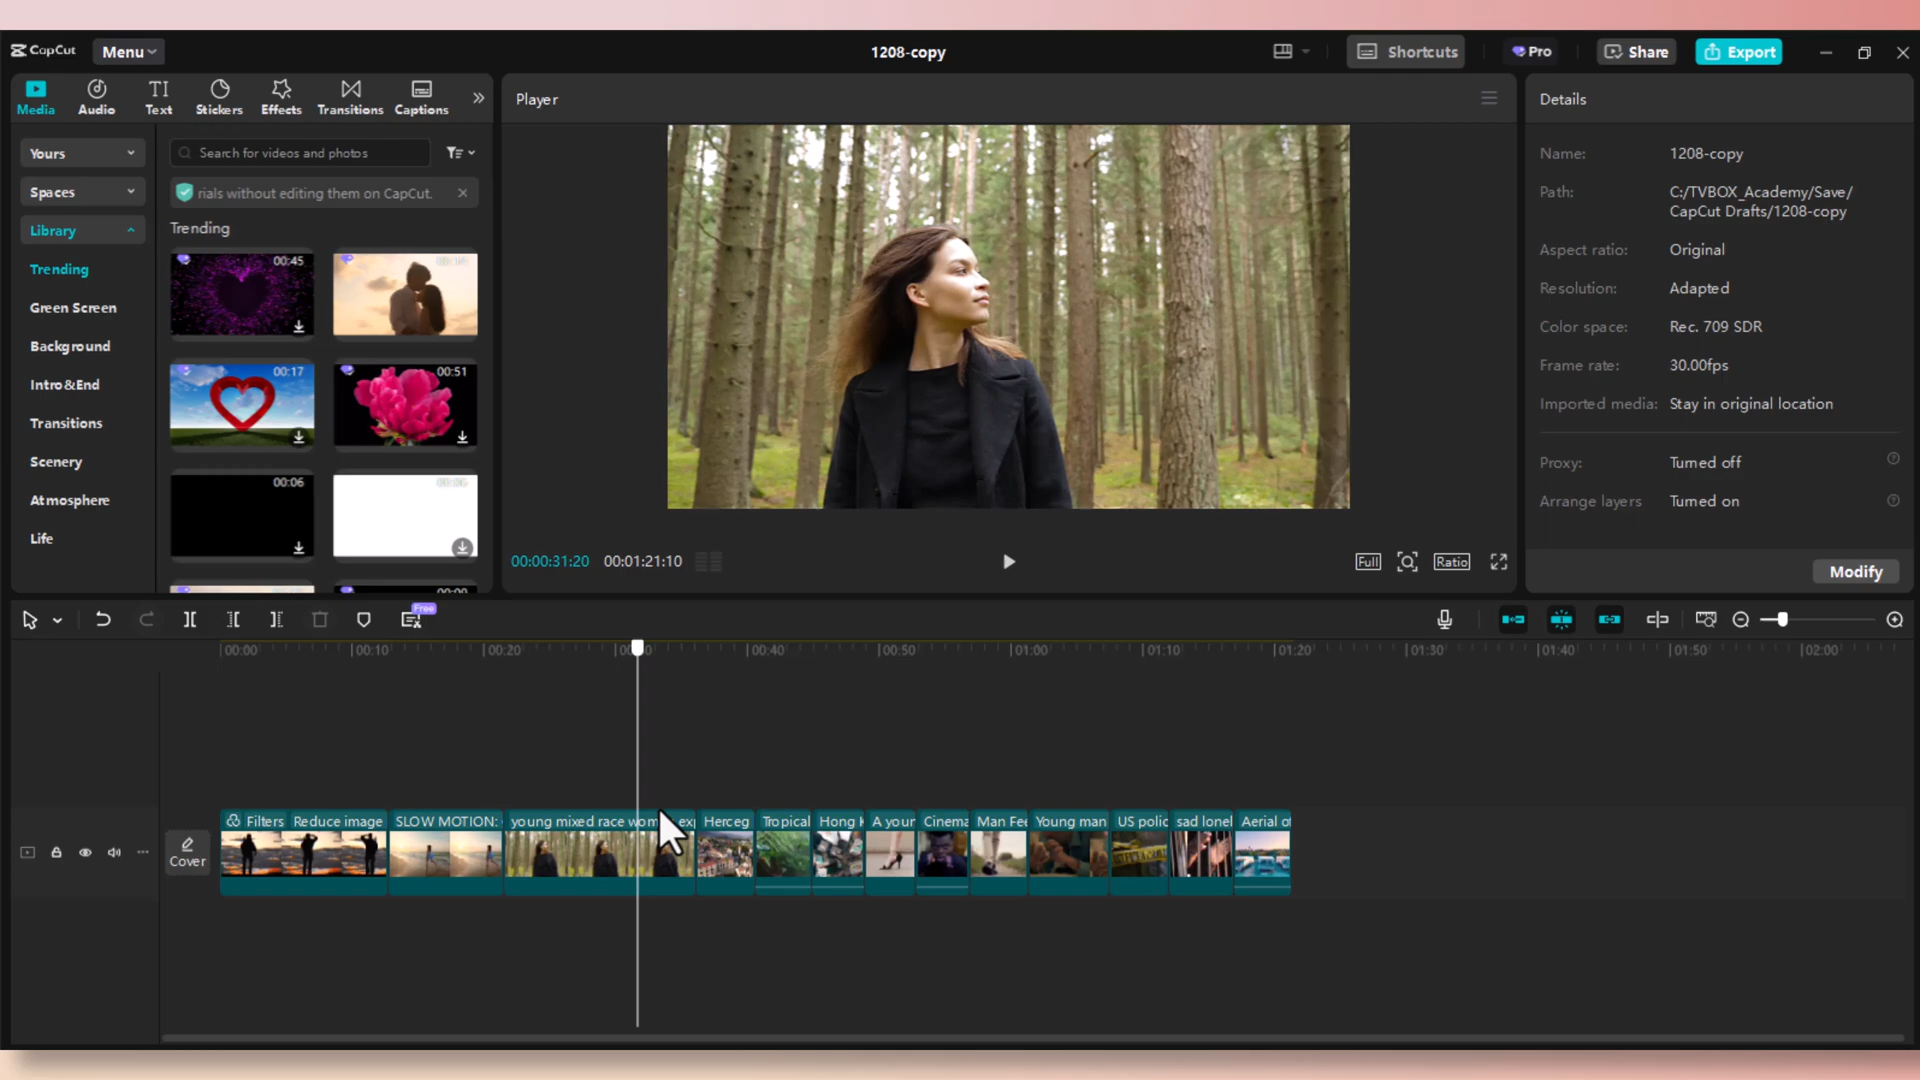 CapCut
Menu
1208-copy
Shortcuts
Pro
Share
Export
Media
Audio
Text
Stickers
Effects
Transitions
Captions
Player
Details
Yours
Spaces
Library
Trending
Green Screen
Background
Intro&End
Transitions
Scenery
Atmosphere
Life
Search for videos and photos
rials without editing them on CapCut.
Trending
00:45
00:17
00:51
00:06
Name: 1208-copy
Path: C:/TVBOX_Academy/Save/
CapCut Drafts/1208-copy
Aspect ratio: Original
Resolution: Adapted
Color space: Rec. 709 SDR
Frame rate: 30.00fps
Imported media: Stay in original location
Proxy: Turned off
Arrange layers Turned on
Modify
00:00:31:20 00:01:21:10
Full
Ratio
Free
00:00 00:10 00:20 00:40 00:50 01:00 01:10 01:20 01:30 01:40 01:50 02:00
Cover
Filters Reduce image
SLOW MOTION:
young mixed race wom exp
Herceg
Tropical
Hong K
A your
Cinema
Man Fee
Young man
US polic
sad lonel
Aerial of